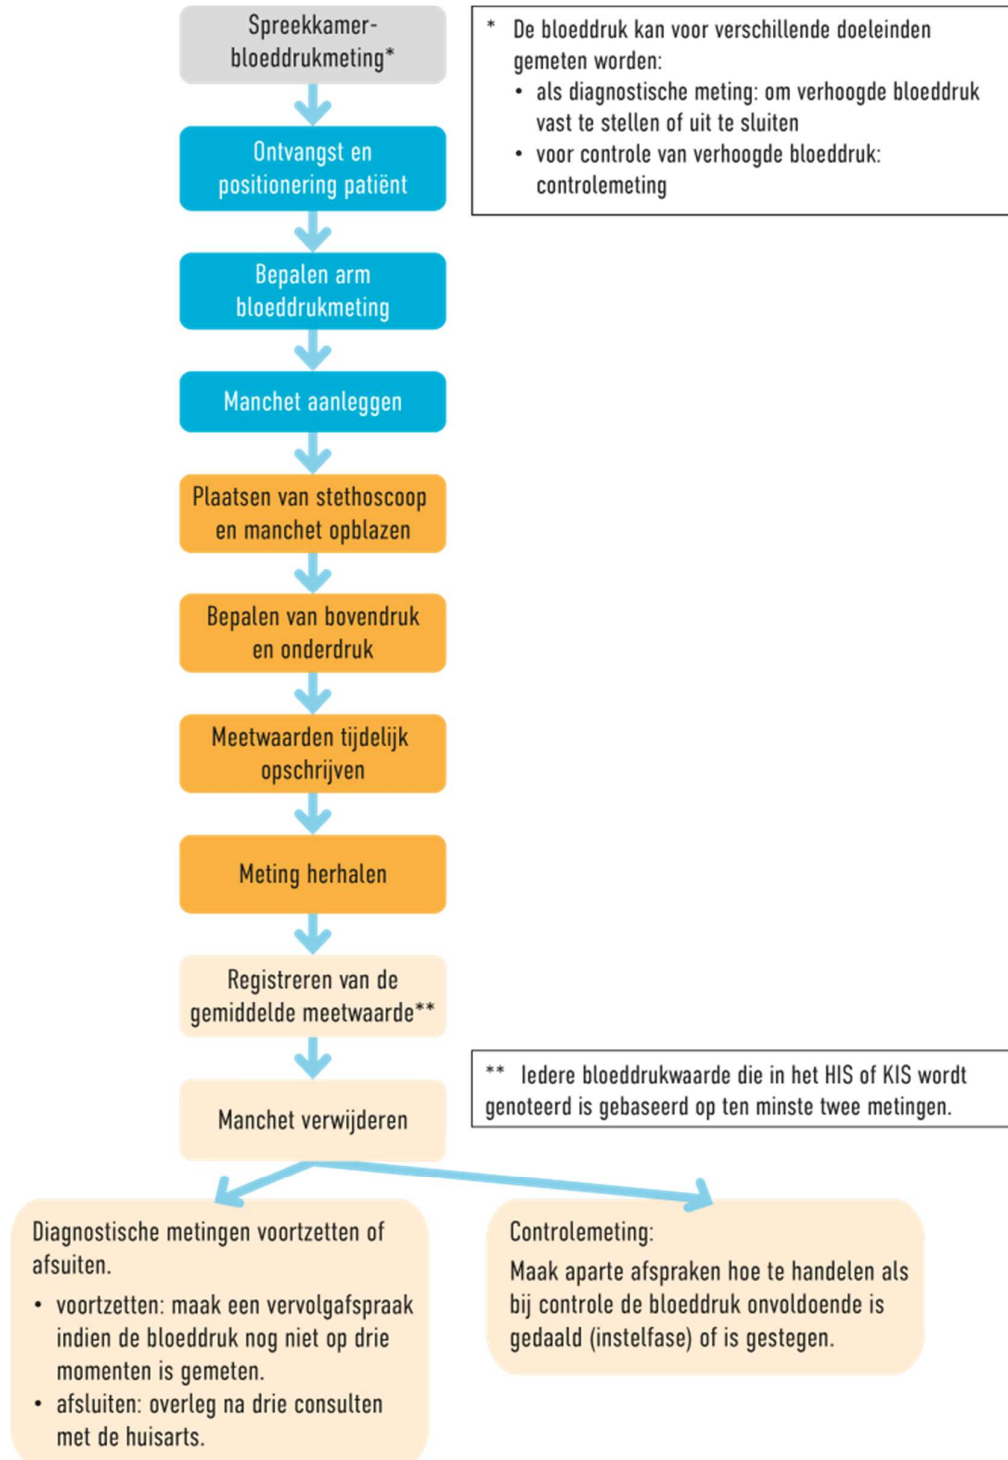 Spreekkamer-
bloeddrukmeting*
* De bloeddruk kan voor verschillende doeleinden
gemeten worden:
• als diagnostische meting: om verhoogde bloeddruk
vast te stellen of uit te sluiten
• voor controle van verhoogde bloeddruk:
controlemeting
Ontvangst en
positionering patiënt
Bepalen arm
bloeddrukmeting
Manchet aanleggen
Plaatsen van stethoscoop
en manchet opblazen
Bepalen van bovendruk
en onderdruk
Meetwaarden tijdelijk
opschrijven
Meting herhalen
Registreren van de
gemiddelde meetwaarde**
** Iedere bloeddrukwaarde die in het HIS of KIS wordt
genoteerd is gebaseerd op ten minste twee metingen.
Manchet verwijderen
Diagnostische metingen voortzetten of
afsuiten.
• voortzetten: maak een vervolgafspraak
indien de bloeddruk nog niet op drie
momenten is gemeten.
• afsluiten: overleg na drie consulten
met de huisarts.
Controlemeting:
Maak aparte afspraken hoe te handelen als
bij controle de bloeddruk onvoldoende is
gedaald (instelfase) of is gestegen.